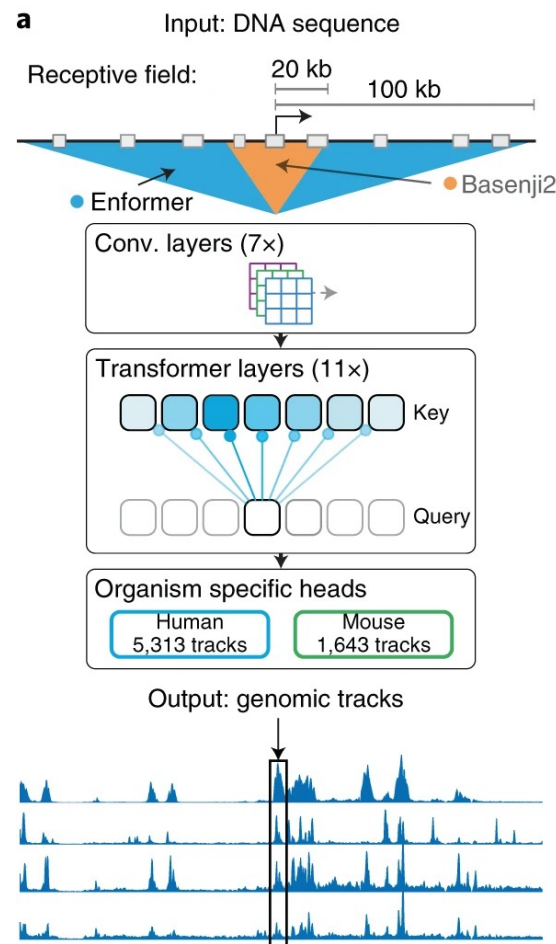 a
Input: DNA sequence
Receptive field:
20 kb
100 kb
Enformer
Basenji2
Conv. layers (7×)
Transformer layers (11×)
Key
Query
Organism specific heads
Human
5,313 tracks
Mouse
1,643 tracks
Output: genomic tracks